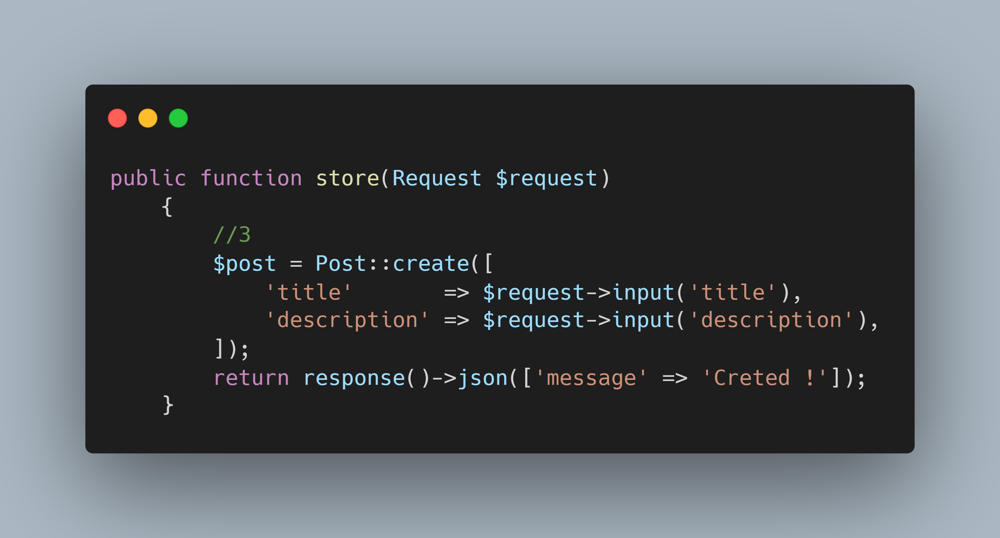 public function store(Request $request)
    {
        //3
        $post = Post::create([
            'title'       => $request->input('title'),
            'description' => $request->input('description'),
        ]);
        return response()->json(['message' => 'Creted !']);
    }